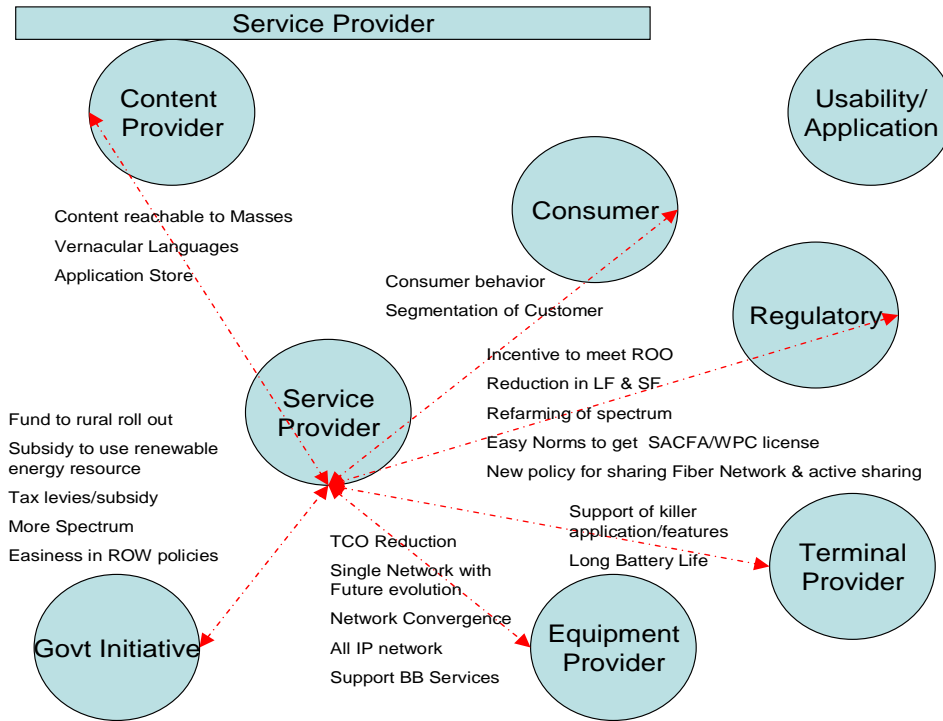 Service Provider
Content
Provider
Usability/
Application
Consumer
Content reachable to Masses
Vernacular Languages
Application Store
Consumer behavior
Segmentation of Customer
Regulatory
Incentive to meet ROO
Reduction in LF & SF
Refarming of spectrum
Easy Norms to get SACFA/WPC license
New policy for sharing Fiber Network & active sharing
Service
Provider
Fund to rural roll out
Subsidy to use renewable
energy resource
Tax levies/subsidy
More Spectrum
Easiness in ROW policies
Support of killer
application/features
Long Battery Life
Terminal
Provider
TCO Reduction
Single Network with
Future evolution
Network Convergence
All IP network
Support BB Services
Govt Initiative
Equipment
Provider